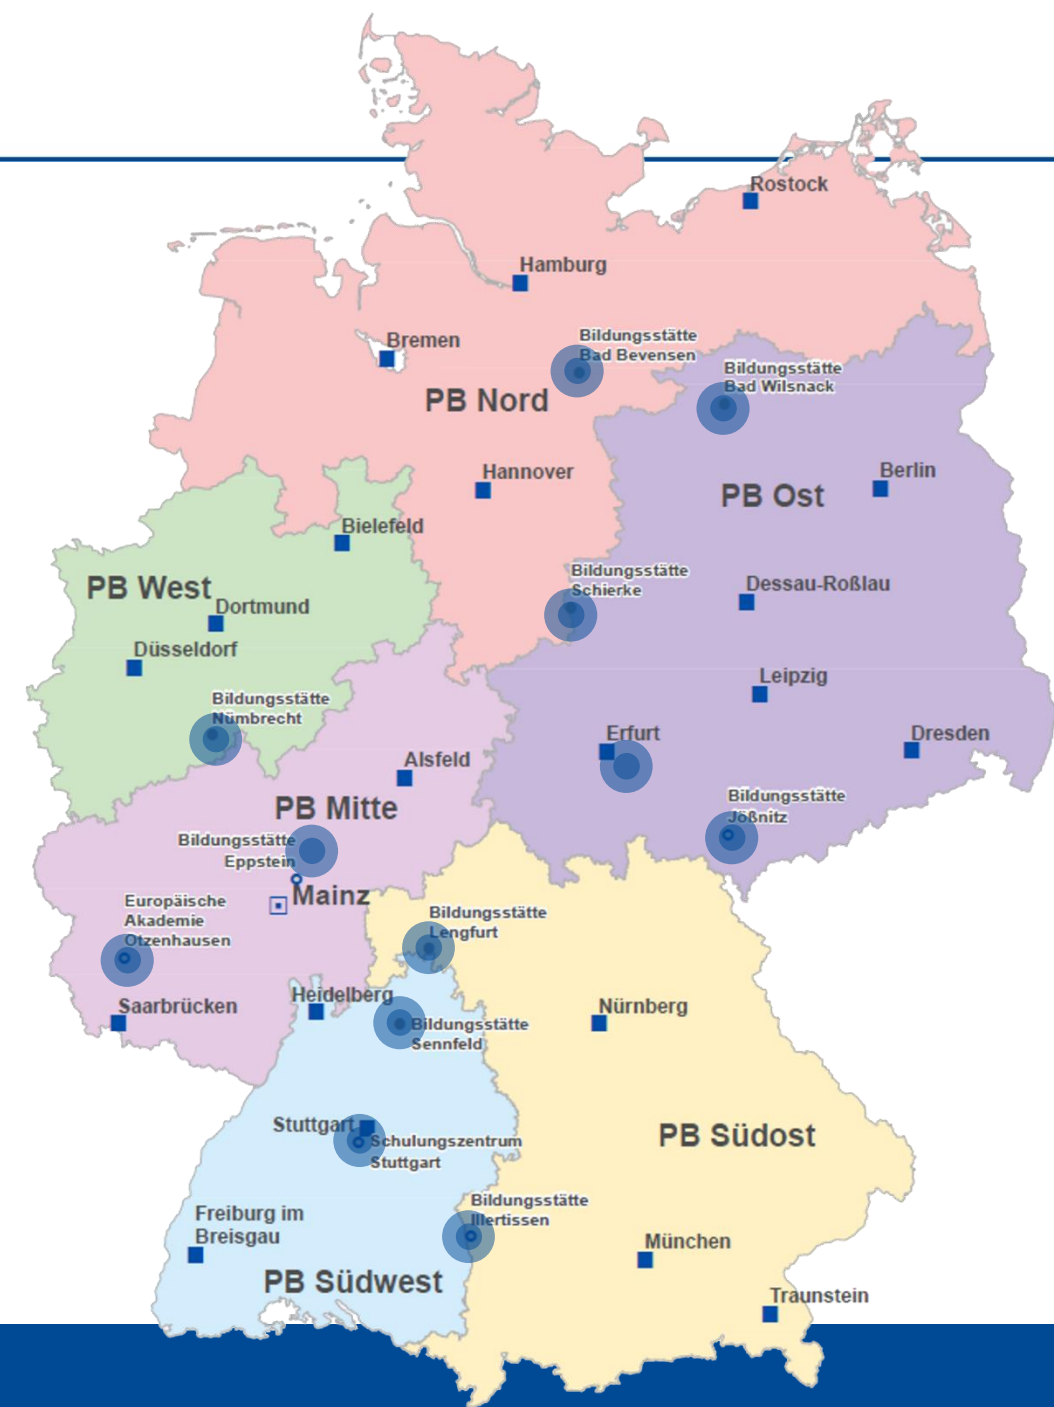 Rostock
Hamburg
Bremen
Bildungsstätte
Bad Bevensen
Bildungsstätte
Bad Wilsnack
PB Nord
Hannover
Berlin
PB Ost
Bielefeld
Bildungsstätte
Schierke
PB West
Dessau-Roßlau
Dortmund
Düsseldorf
Leipzig
Bildungsstätte
Nümbrecht
Erfurt
Dresden
Alsfeld
Bildungsstätte
Jößnitz
PB Mitte
Bildungsstätte
Eppstein
Mainz
Europäische
Akademie
Otzenhausen
Bildungsstätte
Lengfurt
Heidelberg
Saarbrücken
Nürnberg
Bildungsstätte
Sennfeld
Stuttgart
Schulungszentrum
Stuttgart
PB Südost
Bildungsstätte
Illertissen
Freiburg im
Breisgau
München
PB Südwest
Traunstein